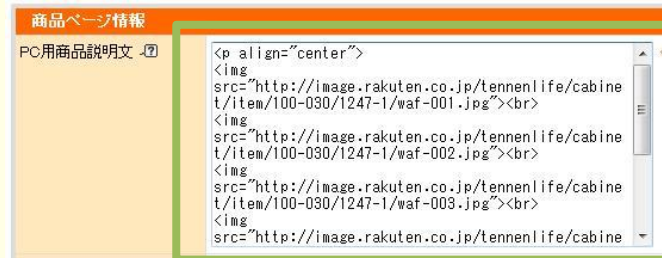 商品ページ情報
PC用商品説明文
<p align="center">
<img
src="http://image.rakuten.co.jp/tennenlife/cabine
t/item/100-030/1247-1/waf-001.jpg"><br>
<img
src="http://image.rakuten.co.jp/tennenlife/cabine
t/item/100-030/1247-1/waf-002.jpg"><br>
<img
src="http://image.rakuten.co.jp/tennenlife/cabine
t/item/100-030/1247-1/waf-003.jpg"><br>
<img
src="http://image.rakuten.co.jp/tennenlife/cabine